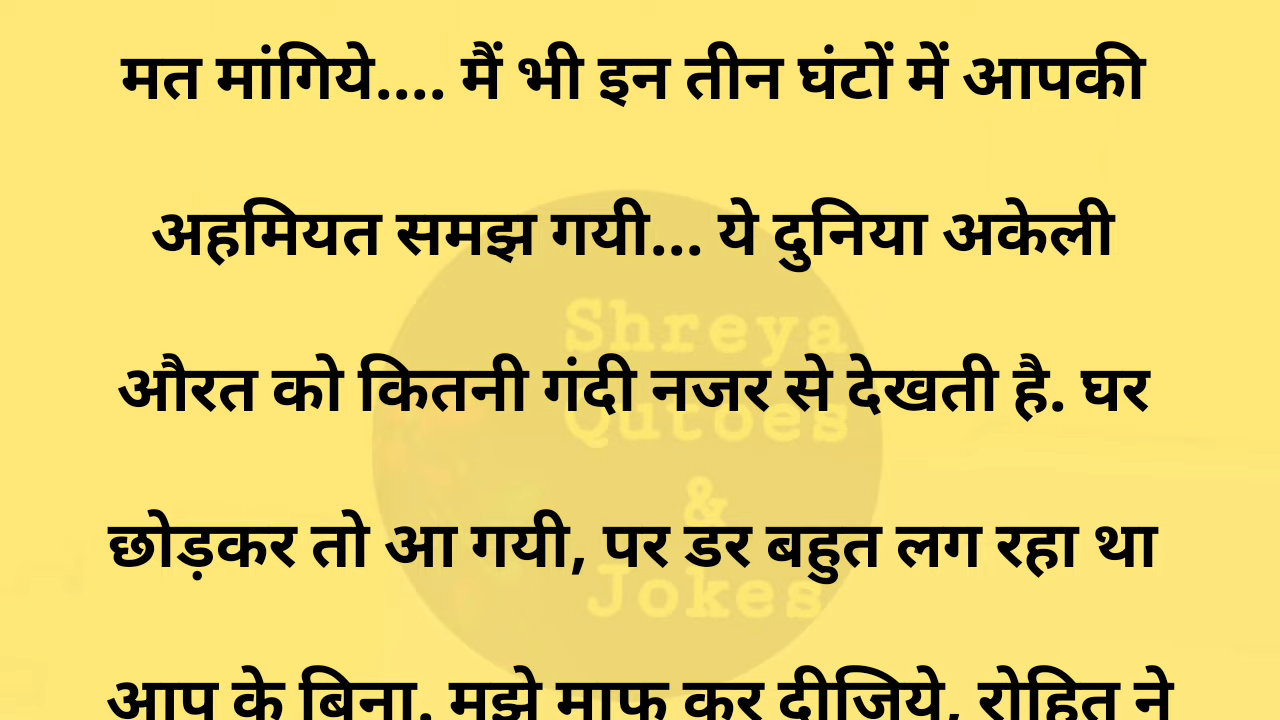 मत मांगिये.... मैं भी इन तीन घंटों में आपकी
अहमियत समझ गयी... ये दुनिया अकेली
औरत को कितनी गंदी नजर से देखती है. घर
छोड़कर तो आ गयी, पर डर बहुत लग रहा था
आप के बिना. मुझे माफ कर दीजिये, रोहित ने
Shreya
Qutoes
&
Jokes